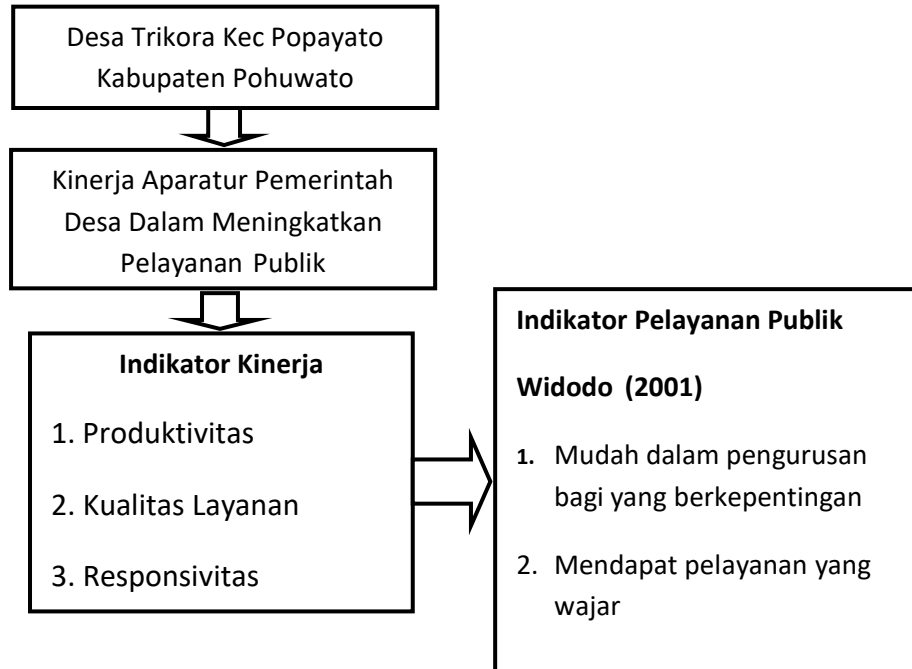 Desa Trikora Kec Popayato
Kabupaten Pohuwato
Kinerja Aparatur Pemerintah
Desa Dalam Meningkatkan
Pelayanan Publik
Indikator Kinerja
1. Produktivitas
2. Kualitas Layanan
3. Responsivitas
Indikator Pelayanan Publik
Widodo (2001)
1. Mudah dalam pengurusan
bagi yang berkepentingan
2. Mendapat pelayanan yang
wajar